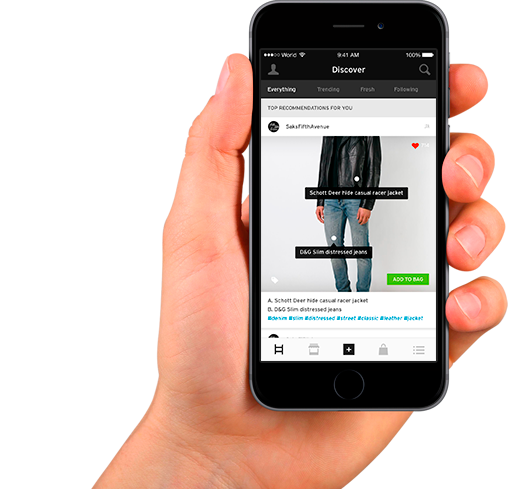 World 9:41 AM 100%
Discover
Everything Trending Fresh Following
TOP RECOMMENDATIONS FOR YOU
SaksFifthAvenue
Schott Deer hide casual racer jacket
D&G Slim distressed jeans
ADD TO BAG
A. Schott Deer hide casual racer jacket
B. D&G Slim distressed jeans
#denim #slim #distressed #street #classic #leather #jacket